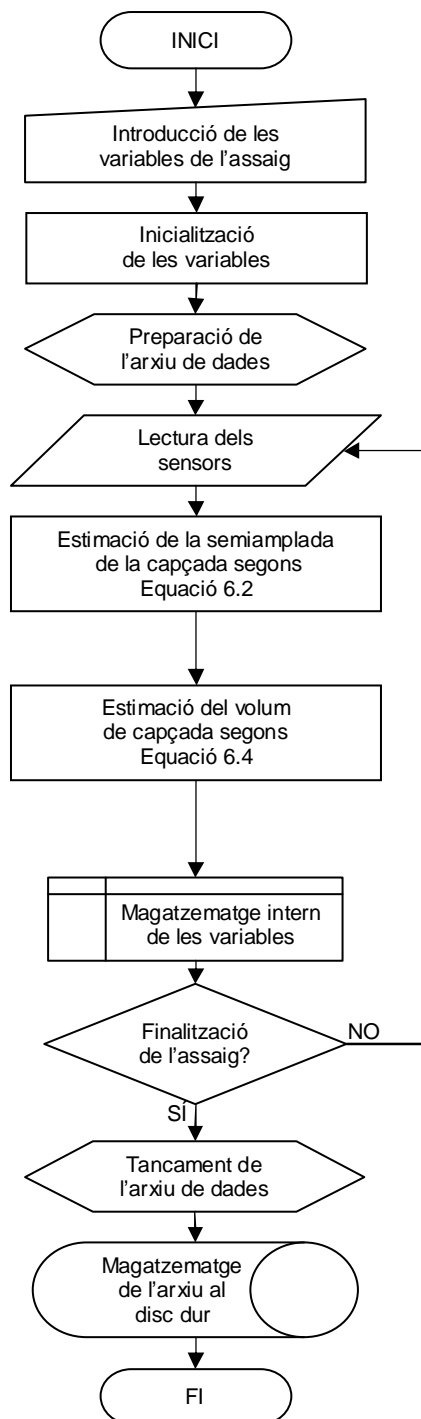 INICI
Introducció de les
variables de l'assaig
Inicialització
de les variables
Preparació de
l'arxiu de dades
Lectura dels
sensors
Estimació de la semiamplada
de la capçada segons
Equació 6.2
Estimació del volum
de capçada segons
Equació 6.4
Magatzematge intern
de les variables
Finalització
de l'assaig?
NO
SÍ
Tancament de
l'arxiu de dades
Magatzematge
de l'arxiu al
disc dur
FI